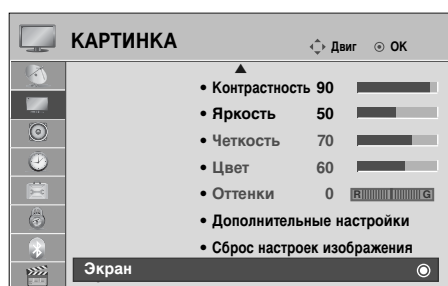 КАРТИНКА Двиг OK
• Контрастность 90
• Яркость 50
• Четкость 70
• Цвет 60
• Оттенки 0 R G
• Дополнительные настройки
• Сброс настроек изображения
Экран